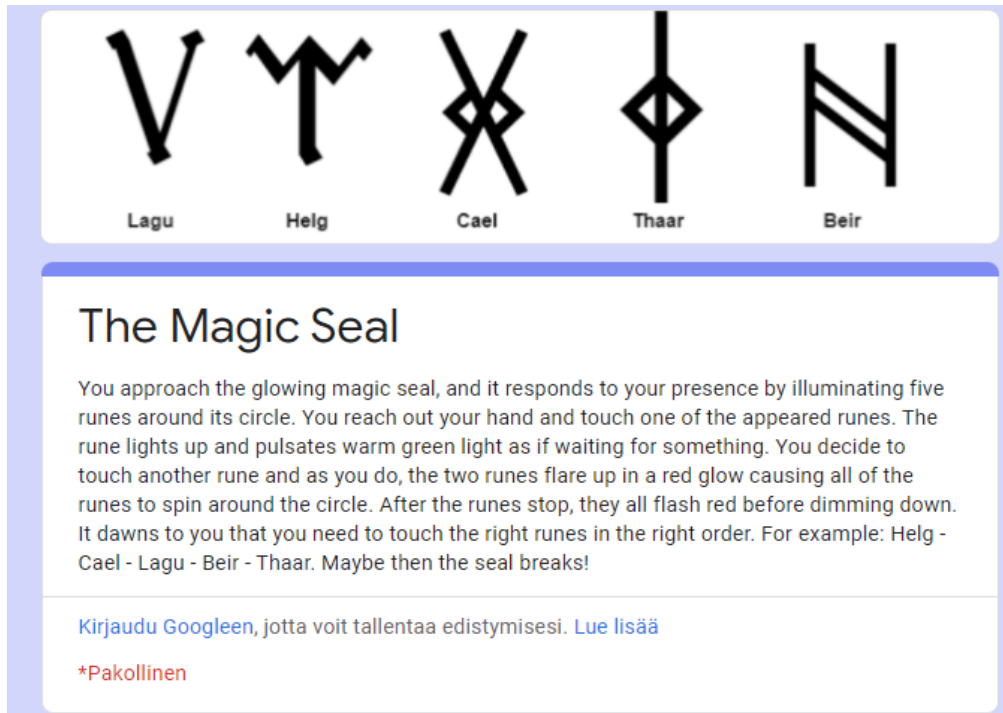 Lagu Helg Cael Thaar Beir
The Magic Seal
You approach the glowing magic seal, and it responds to your presence by illuminating five
runes around its circle. You reach out your hand and touch one of the appeared runes. The
rune lights up and pulsates warm green light as if waiting for something. You decide to
touch another rune and as you do, the two runes flare up in a red glow causing all of the
runes to spin around the circle. After the runes stop, they all flash red before dimming down.
It dawns to you that you need to touch the right runes in the right order. For example: Helg -
Cael - Lagu - Beir - Thaar. Maybe then the seal breaks!
Kirjaudu Googleen, jotta voit tallentaa edistymisesi. Lue lisää
*Pakollinen